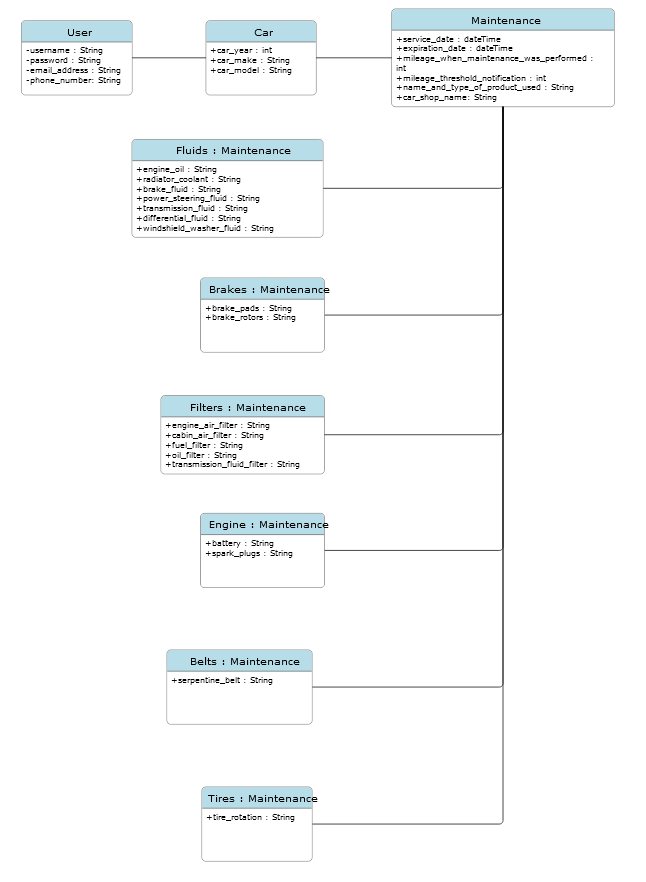 User
-username : String
-password : String
-email_address : String
-phone_number: String
Car
+car_year : int
+car_make : String
+car_model : String
Maintenance
+service_date : dateTime
+expiration_date : dateTime
+mileage_when_maintenance_was_performed :
int
+mileage_threshold_notification : int
+name_and_type_of_product_used : String
+car_shop_name: String
Fluids : Maintenance
+engine_oil : String
+radiator_coolant : String
+brake_fluid : String
+power_steering_fluid : String
+transmission_fluid : String
+differential_fluid : String
+windshield_washer_fluid : String
Brakes : Maintenance
+brake_pads : String
+brake_rotors : String
Filters : Maintenance
+engine_air_filter : String
+cabin_air_filter : String
+fuel_filter : String
+oil_filter : String
+transmission_fluid_filter : String
Engine : Maintenance
+battery : String
+spark_plugs : String
Belts : Maintenance
+serpentine_belt : String
Tires : Maintenance
+tire_rotation : String